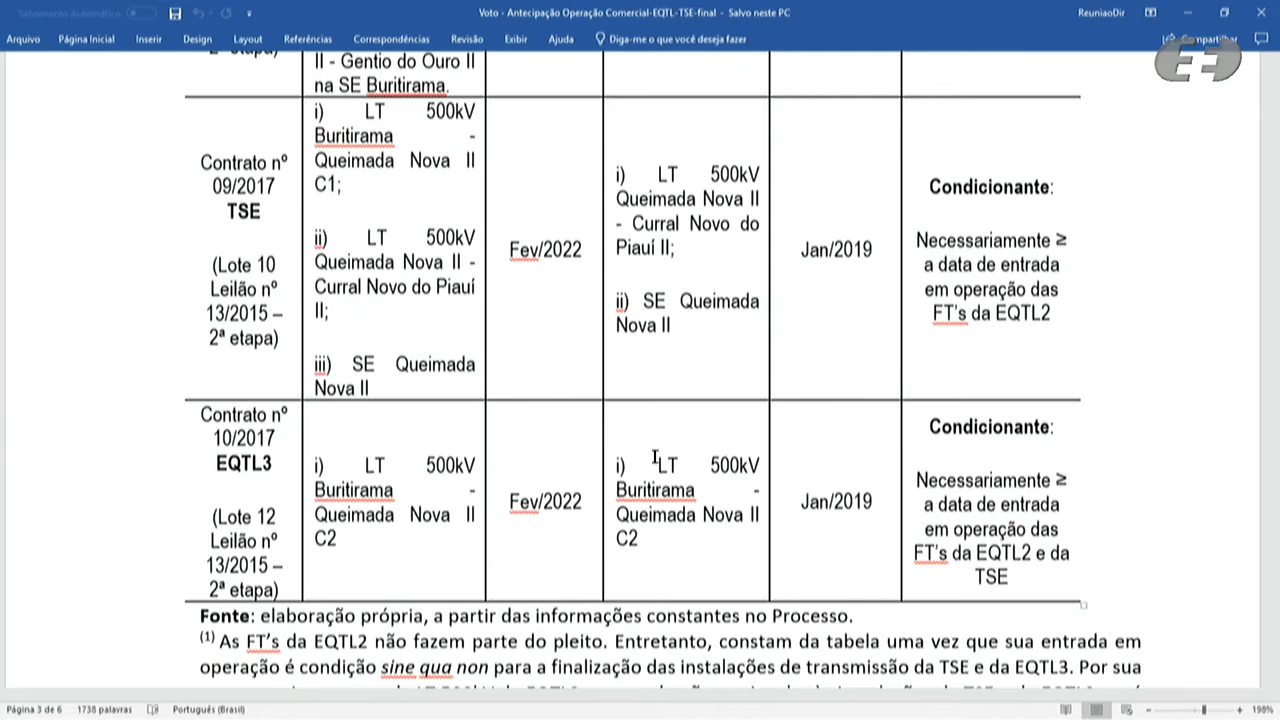 Salvamento Automático
Voto - Antecipação Operação Comercial-EQTL-TSE-final - Salvo neste PC
ReuniaoDir
Arquivo Página Inicial Inserir Design Layout Referências Correspondências Revisão Exibir Ajuda Diga-me o que você deseja fazer Compartilhar
2ª etapa)
II - Gentio do Ouro II
na SE Buritirama.
Contrato nº
09/2017
TSE
(Lote 10
Leilão nº
13/2015 –
2ª etapa)
i) LT 500kV
Buritirama -
Queimada Nova II
C1;
ii) LT 500kV
Queimada Nova II -
Curral Novo do Piauí
II;
iii) SE Queimada
Nova II
Fev/2022
i) LT 500kV
Queimada Nova II
- Curral Novo do
Piauí II;
ii) SE Queimada
Nova II
Jan/2019
Condicionante:
Necessariamente ≥
a data de entrada
em operação das
FT's da EQTL2
Contrato nº
10/2017
EQTL3
(Lote 12
Leilão nº
13/2015 –
2ª etapa)
i) LT 500kV
Buritirama -
Queimada Nova II
C2
Fev/2022
i) LT 500kV
Buritirama -
Queimada Nova II
C2
Jan/2019
Condicionante:
Necessariamente ≥
a data de entrada
em operação das
FT's da EQTL2 e da
TSE
Fonte: elaboração própria, a partir das informações constantes no Processo.
(1) As FT's da EQTL2 não fazem parte do pleito. Entretanto, constam da tabela uma vez que sua entrada em
operação é condição sine qua non para a finalização das instalações de transmissão da TSE e da EQTL3. Por sua
Página 3 de 6 1738 palavras Português (Brasil) 198%